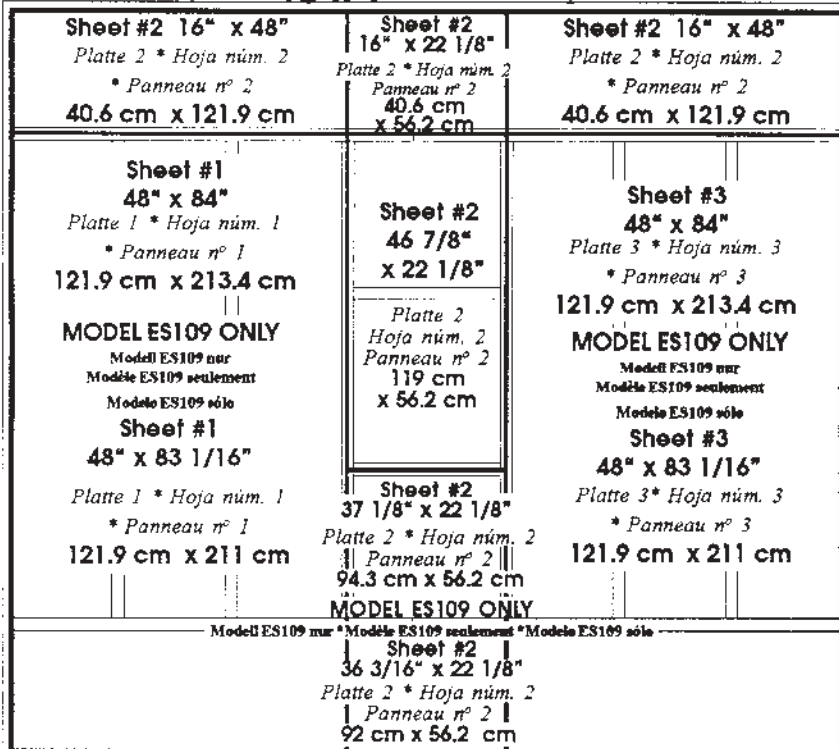 Sheet #2 16" x 48"
Platte 2 * Hoja núm. 2
* Panneau nº 2
40.6 cm x 121.9 cm
Sheet #2
16" x 22 1/8"
Platte 2 * Hoja núm. 2
Panneau nº 2
40.6 cm
x 56.2 cm
Sheet #2 16" x 48"
Platte 2 * Hoja núm. 2
* Panneau nº 2
40.6 cm x 121.9 cm
Sheet #1
48" x 84"
Platte 1 * Hoja núm. 1
* Panneau nº 1
121.9 cm x 213.4 cm
MODEL ES109 ONLY
Modell ES109 nur
Modèle ES109 seulement
Modelo ES109 sólo
Sheet #1
48" x 83 1/16"
Platte 1 * Hoja núm. 1
* Panneau nº 1
121.9 cm x 211 cm
Sheet #2
46 7/8"
x 22 1/8"
Platte 2
Hoja núm. 2
Panneau nº 2
119 cm
x 56.2 cm
Sheet #2
37 1/8" x 22 1/8"
Platte 2 * Hoja núm. 2
Panneau nº 2
94.3 cm x 56.2 cm
Sheet #3
48" x 84"
Platte 3 * Hoja núm. 3
* Panneau nº 3
121.9 cm x 213.4 cm
MODEL ES109 ONLY
Modell ES109 nur
Modèle ES109 seulement
Modelo ES109 sólo
Sheet #3
48" x 83 1/16"
Platte 3* Hoja núm. 3
* Panneau nº 3
121.9 cm x 211 cm
MODEL ES109 ONLY
Modell ES109 nur *Modèle ES109 seulement *Modelo ES109 sólo
Sheet #2
36 3/16" x 22 1/8"
Platte 2 * Hoja núm. 2
Panneau nº 2
92 cm x 56.2 cm